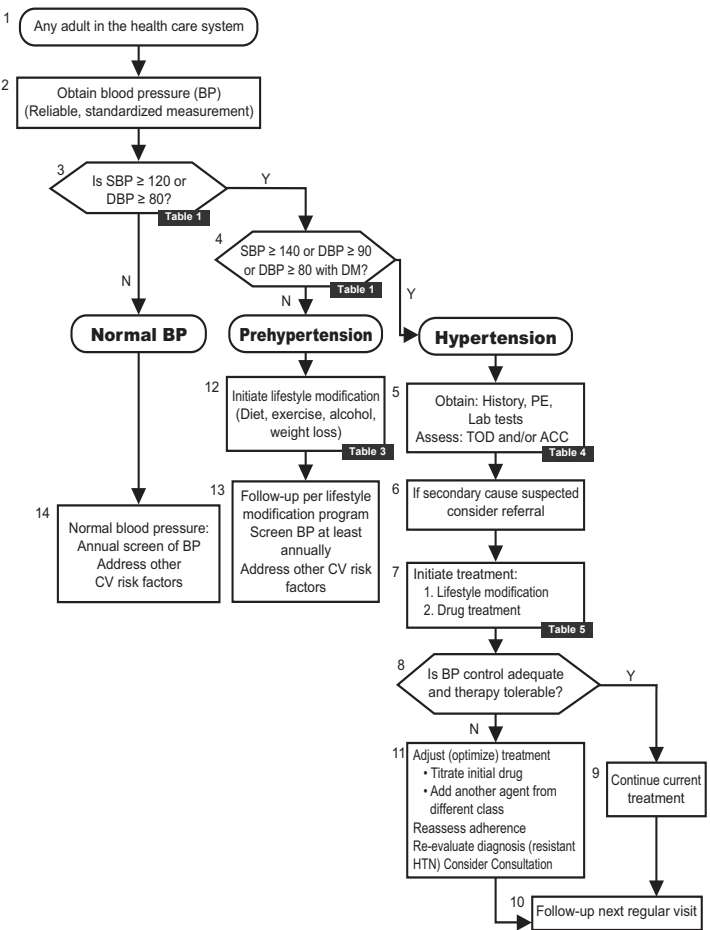 1
Any adult in the health care system
2
Obtain blood pressure (BP)
(Reliable, standardized measurement)
3
Is SBP ≥ 120 or
DBP ≥ 80?
Table 1
Y
N
4
SBP ≥ 140 or DBP ≥ 90
or DBP ≥ 80 with DM?
Table 1
N
Y
Normal BP
Prehypertension
Hypertension
12
Initiate lifestyle modification
(Diet, exercise, alcohol,
weight loss)
Table 3
5
Obtain: History, PE,
Lab tests
Assess: TOD and/or ACC
Table 4
13
Follow-up per lifestyle
modification program
Screen BP at least
annually
Address other CV risk
factors
14
Normal blood pressure:
Annual screen of BP
Address other
CV risk factors
6
If secondary cause suspected
consider referral
7
Initiate treatment:
1. Lifestyle modification
2. Drug treatment
Table 5
8
Is BP control adequate
and therapy tolerable?
Y
N
11
Adjust (optimize) treatment
• Titrate initial drug
• Add another agent from
different class
Reassess adherence
Re-evaluate diagnosis (resistant
HTN) Consider Consultation
9
Continue current
treatment
10
Follow-up next regular visit